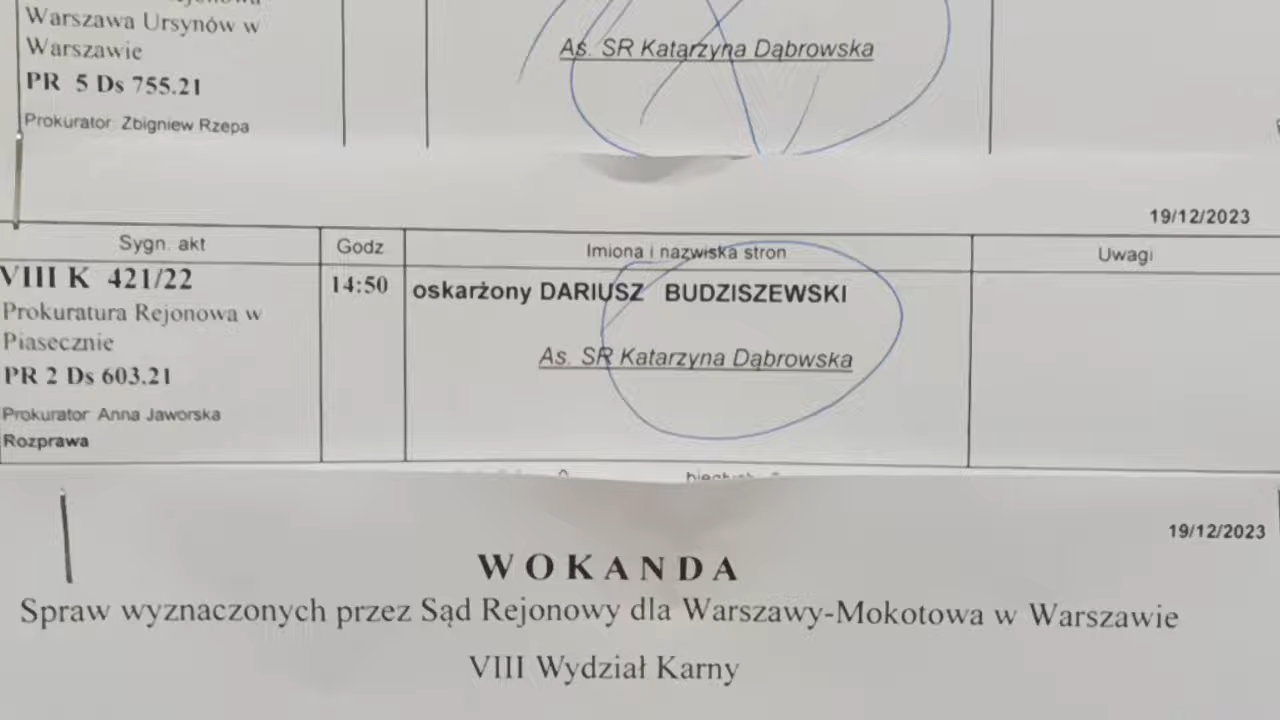 Warszawa Ursynów w
Warszawie
PR 5 Ds 755.21
Prokurator Zbigniew Rzepa
As. SR Katarzyna Dąbrowska
19/12/2023
Sygn. akt Godz Imiona i nazwiska stron Uwagi
VIII K 421/22 14:50 oskarżony DARIUSZ BUDZISZEWSKI
Prokuratura Rejonowa w
Piasecznie
As. SR Katarzyna Dąbrowska
PR 2 Ds 603.21
Prokurator Anna Jaworska
Rozprawa
19/12/2023
WOKANDA
Spraw wyznaczonych przez Sąd Rejonowy dla Warszawy-Mokotowa w Warszawie
VIII Wydział Karny